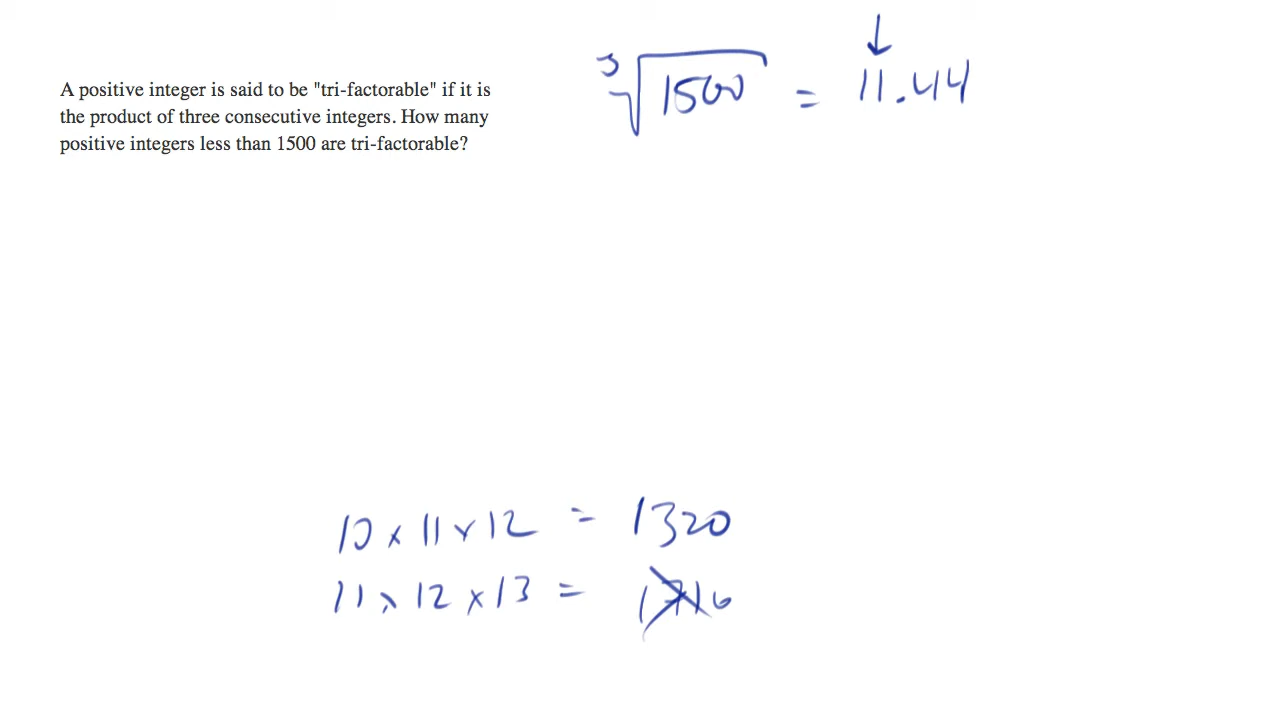 A positive integer is said to be "tri-factorable" if it is
the product of three consecutive integers. How many
positive integers less than 1500 are tri-factorable?
∛1500 = 11.44
10 x 11 x 12 = 1320
11 x 12 x 13 = 1716